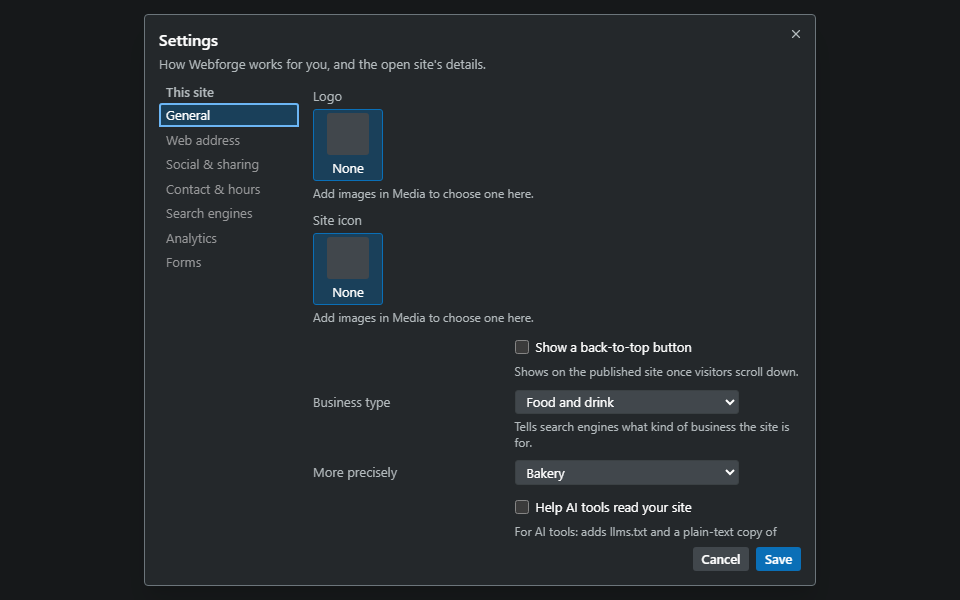 Settings
How Webforge works for you, and the open site's details.
This site
General
Web address
Social & sharing
Contact & hours
Search engines
Analytics
Forms
Logo
None
Add images in Media to choose one here.
Site icon
None
Add images in Media to choose one here.
Show a back-to-top button
Shows on the published site once visitors scroll down.
Business type
Food and drink
Tells search engines what kind of business the site is
for.
More precisely
Bakery
Help AI tools read your site
For AI tools: adds llms.txt and a plain-text copy of
Cancel
Save